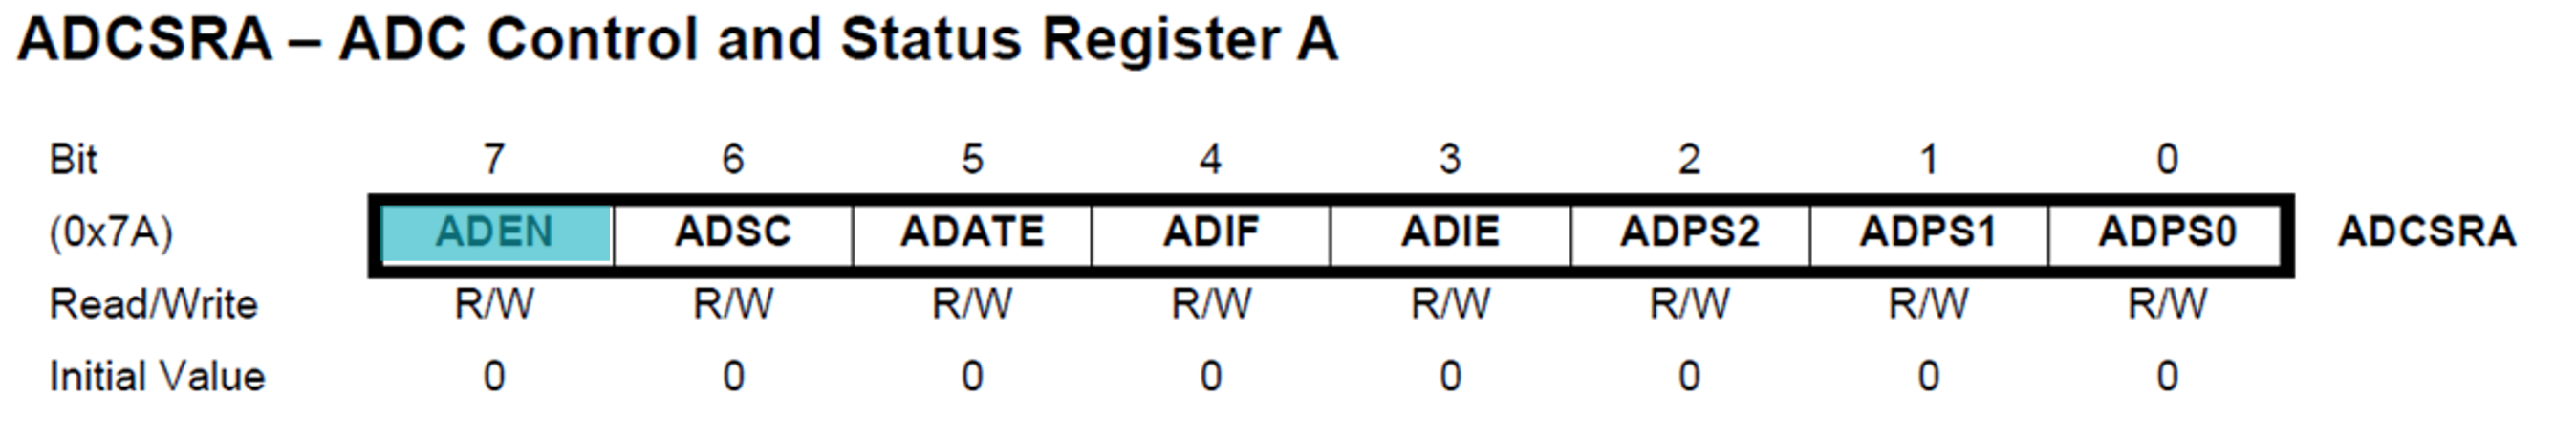 ADCSRA – ADC Control and Status Register A
Bit 7 6 5 4 3 2 1 0
(0x7A) ADEN ADSC ADATE ADIF ADIE ADPS2 ADPS1 ADPS0 ADCSRA
Read/Write R/W R/W R/W R/W R/W R/W R/W R/W
Initial Value 0 0 0 0 0 0 0 0